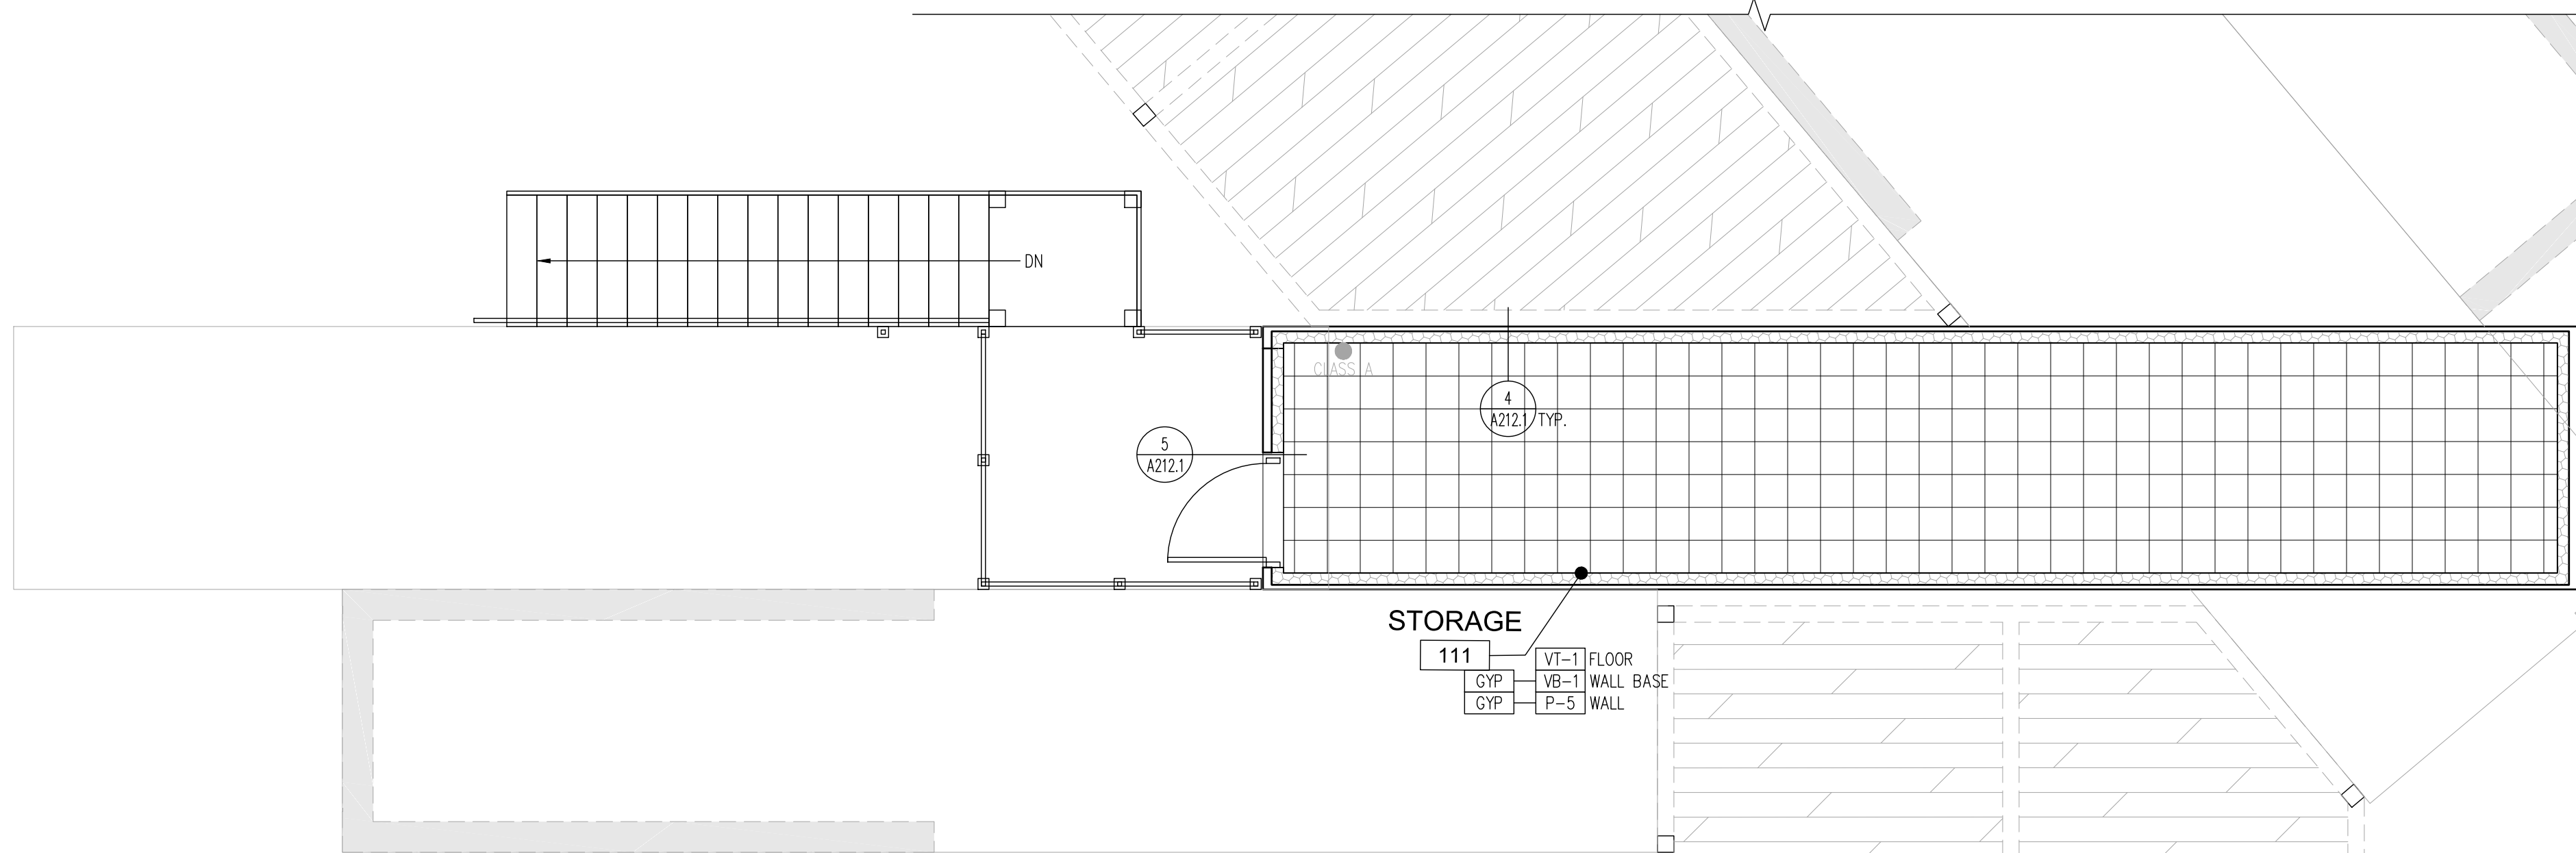 DN
CLASS A
4
A212.1 TYP.
5
A212.1
STORAGE
111
VT-1 FLOOR
GYP VB-1 WALL BASE
GYP P-5 WALL